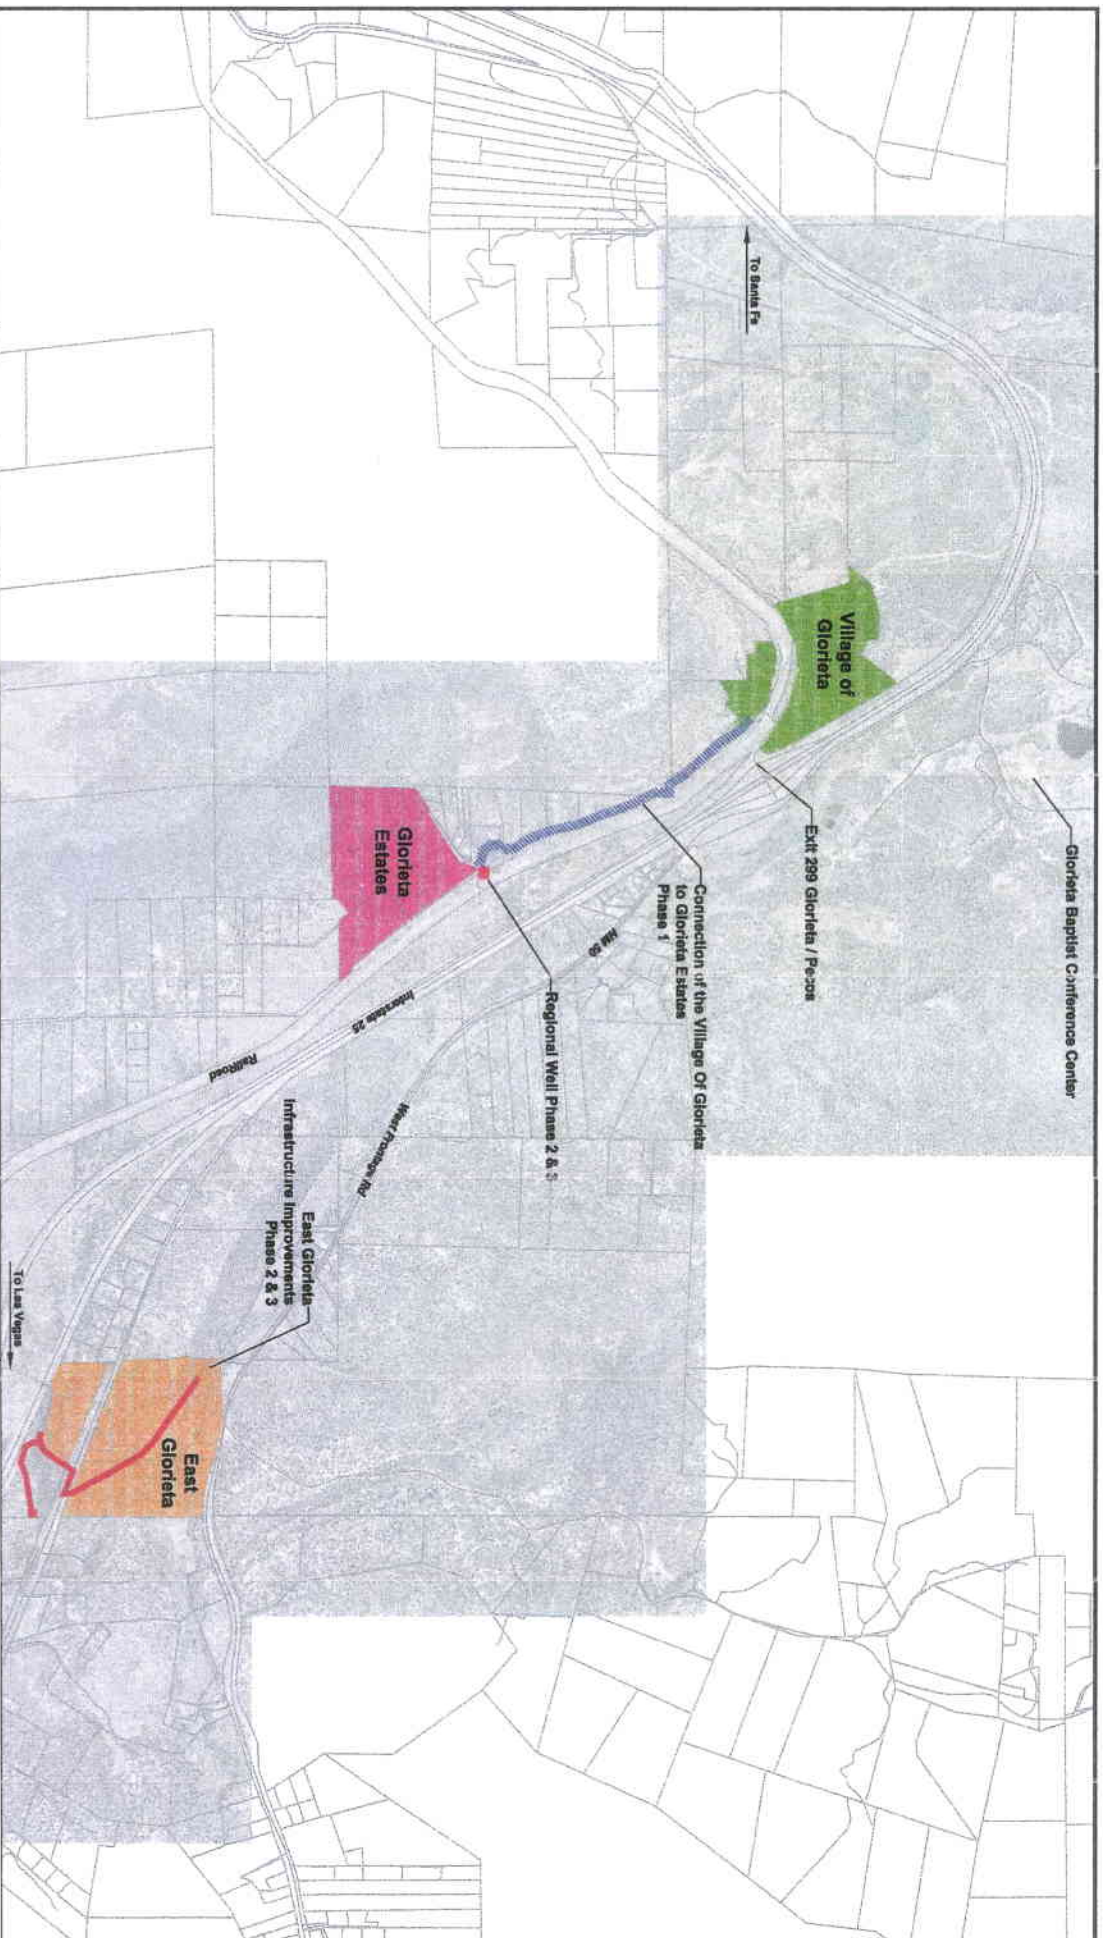 Glorieta Baptist Conference Center
To Santa Fe
Village of
Glorieta
Exit 299 Glorieta / Pecos
Connection of the Village Of Glorieta
to Glorieta Estates
Phase 1
NM 50
Regional Well Phase 2 & 3
Glorieta
Estates
Interstate 25
West Frontage Rd
RailRoad
East Glorieta
Infrastructure Improvements
Phase 2 & 3
East
Glorieta
To Las Vegas